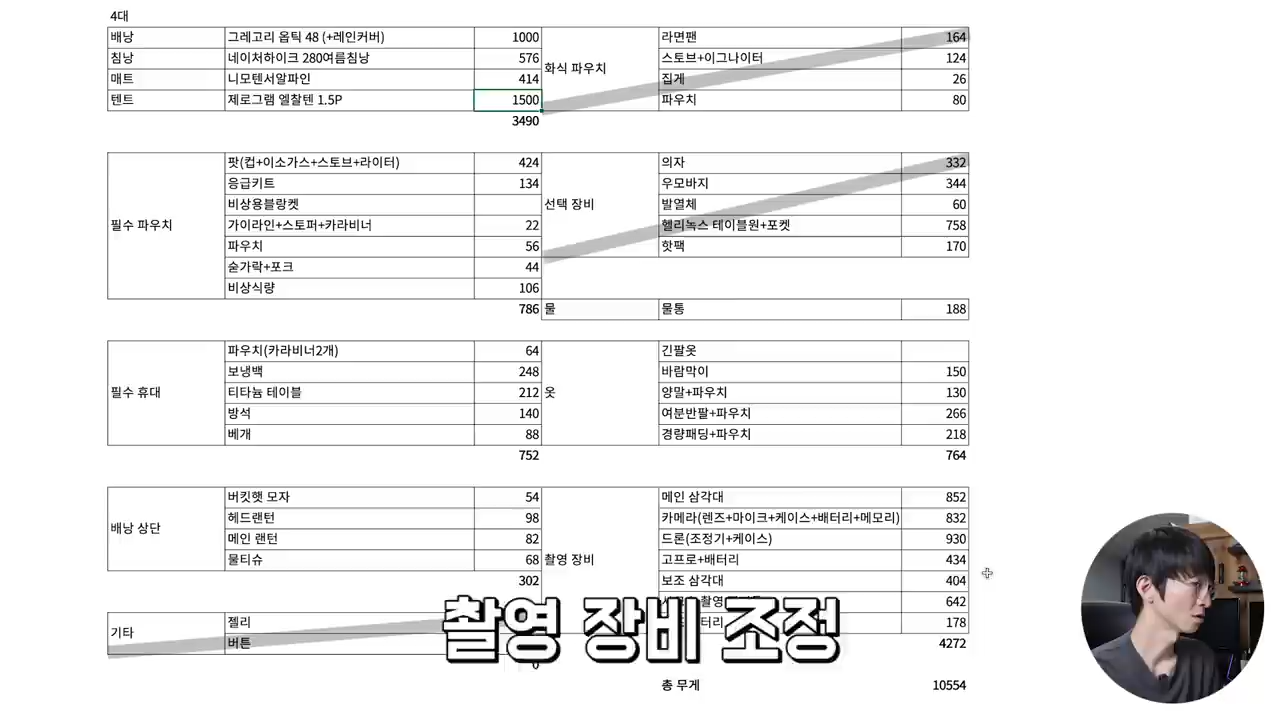 4대
배낭 그레고리 옵틱 48 (+레인커버) 1000
침낭 네이처하이크 280여름침낭 576
매트 니모텐서알파인 414
텐트 제로그램 엘찰텐 1.5P 1500
3490
화식 파우치
라면팬 164
스토브+이그나이터 124
집게 26
파우치 80
필수 파우치
팟(컵+이소가스+스토브+라이터) 424
응급키트 134
비상용블랑켓
가이라인+스토퍼+카라비너 22
파우치 56
숟가락+포크 44
비상식량 106
786
선택 장비
의자 332
우모바지 344
발열체 60
헬리녹스 테이블원+포켓 758
핫팩 170
물 물통 188
필수 휴대
파우치(카라비너2개) 64
보냉백 248
티타늄 테이블 212
방석 140
베개 88
752
옷
긴팔옷
바람막이 150
양말+파우치 130
여분반팔+파우치 266
경량패딩+파우치 218
764
배낭 상단
버킷햇 모자 54
헤드랜턴 98
메인 랜턴 82
물티슈 68
302
촬영 장비
메인 삼각대 852
카메라(렌즈+마이크+케이스+배터리+메모리) 832
드론(조정기+케이스) 930
고프로+배터리 434
보조 삼각대 404
642
178
4272
기타
젤리
버튼
0
총 무게 10554
촬영 장비 조정